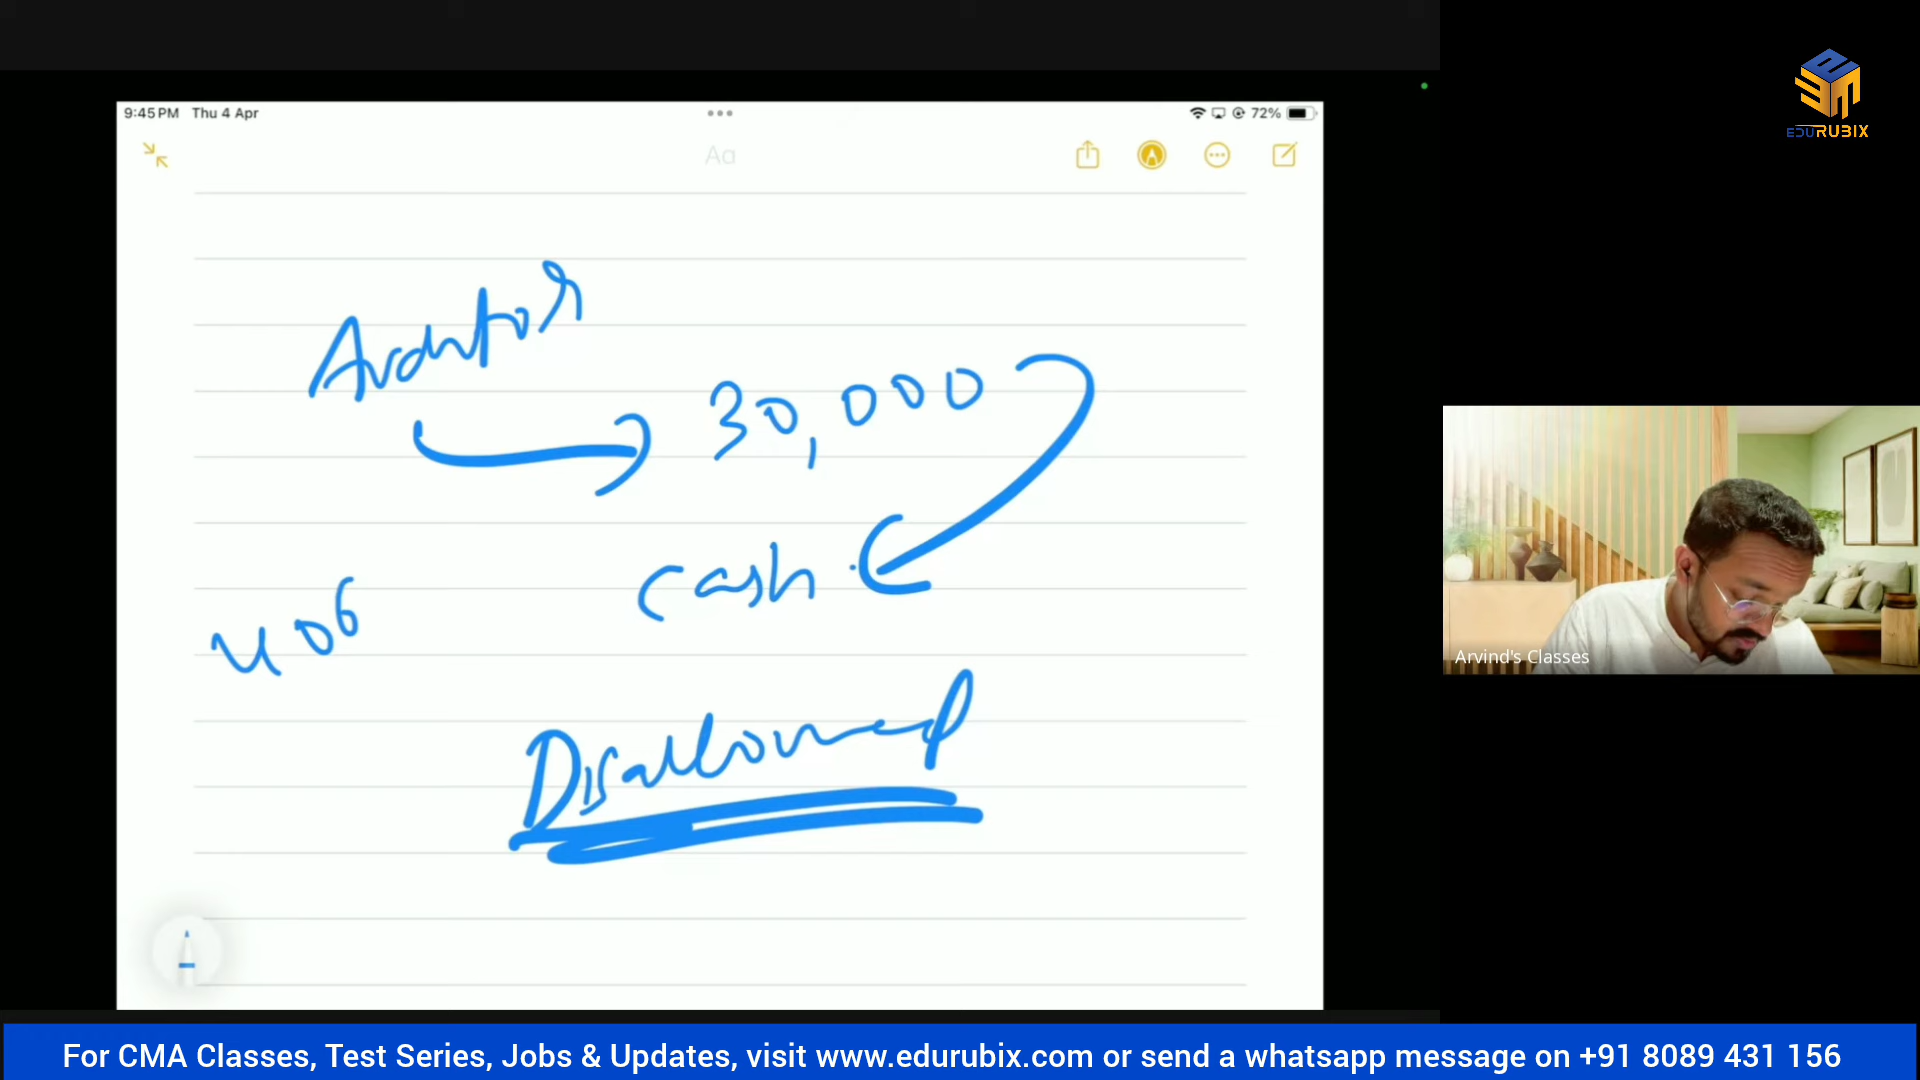 9:45 PM Thu 4 Apr
72%
Aa
EDURUBIX
Auditor
30,000
cash
406
Disallowed
Arvind's Classes
For CMA Classes, Test Series, Jobs & Updates, visit www.edurubix.com or send a whatsapp message on +91 8089 431 156